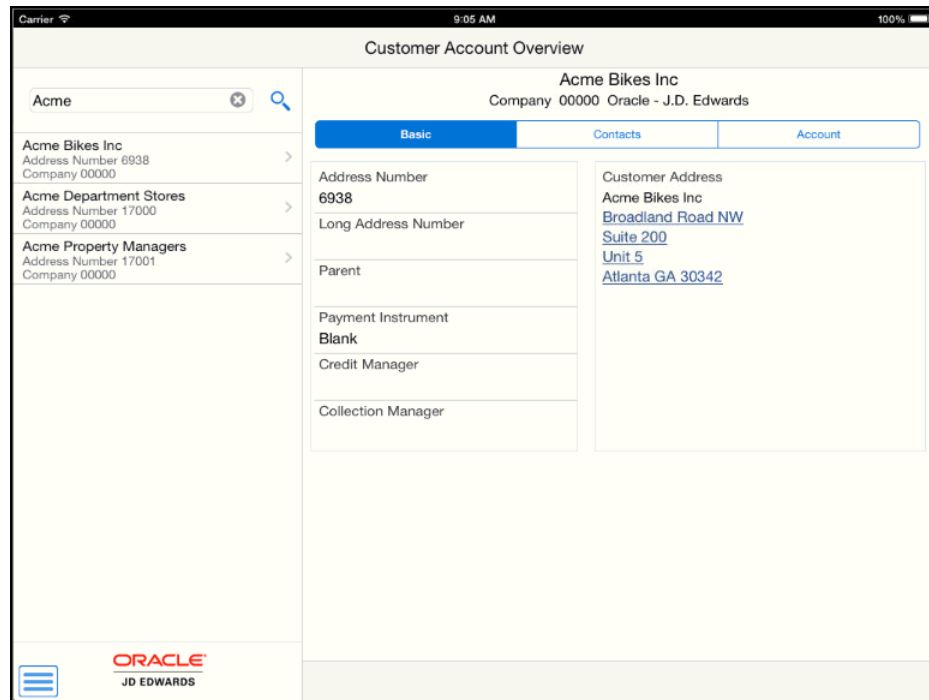 Carrier
9:05 AM
100%
Customer Account Overview
Acme
Acme Bikes Inc
Address Number 6938
Company 00000
Acme Department Stores
Address Number 17000
Company 00000
Acme Property Managers
Address Number 17001
Company 00000
ORACLE
JD EDWARDS
Acme Bikes Inc
Company 00000 Oracle - J.D. Edwards
Basic
Contacts
Account
Address Number
6938
Long Address Number
Parent
Payment Instrument
Blank
Credit Manager
Collection Manager
Customer Address
Acme Bikes Inc
Broadland Road NW
Suite 200
Unit 5
Atlanta GA 30342